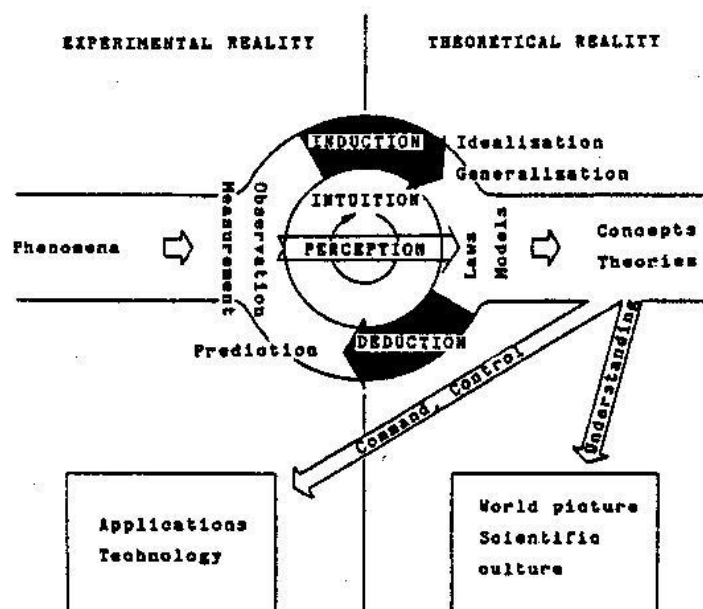 EXPERIMENTAL REALITY
THEORETICAL REALITY
INDUCTION
Idealization
Generalization
INTUITION
Measurement
Observation
Phenomena
PERCEPTION
Laws
Models
Concepts
Theories
Prediction
DEDUCTION
Command, Control
Understanding
Applications
Technology
World picture
Scientific
culture